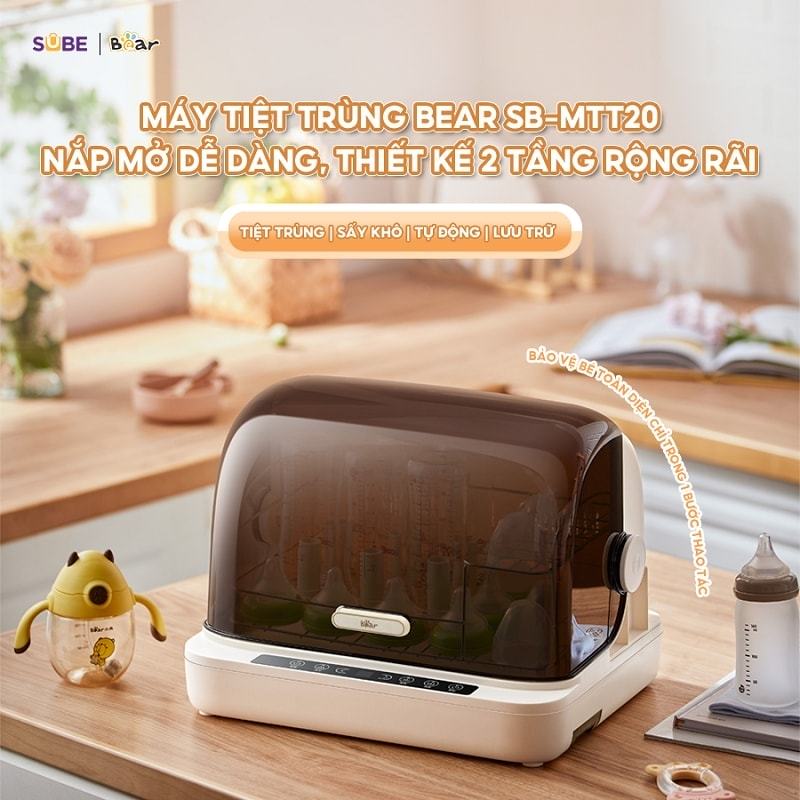 SUBE | Bear
MÁY TIỆT TRÙNG BEAR SB-MTT20
NẮP MỞ DỄ DÀNG, THIẾT KẾ 2 TẦNG RỘNG RÃI
TIỆT TRÙNG | SẤY KHÔ | TỰ ĐỘNG | LƯU TRỮ
BẢO VỆ BÉ TOÀN DIỆN CHỈ TRONG 1 BƯỚC THAO TÁC
Bear
Bear